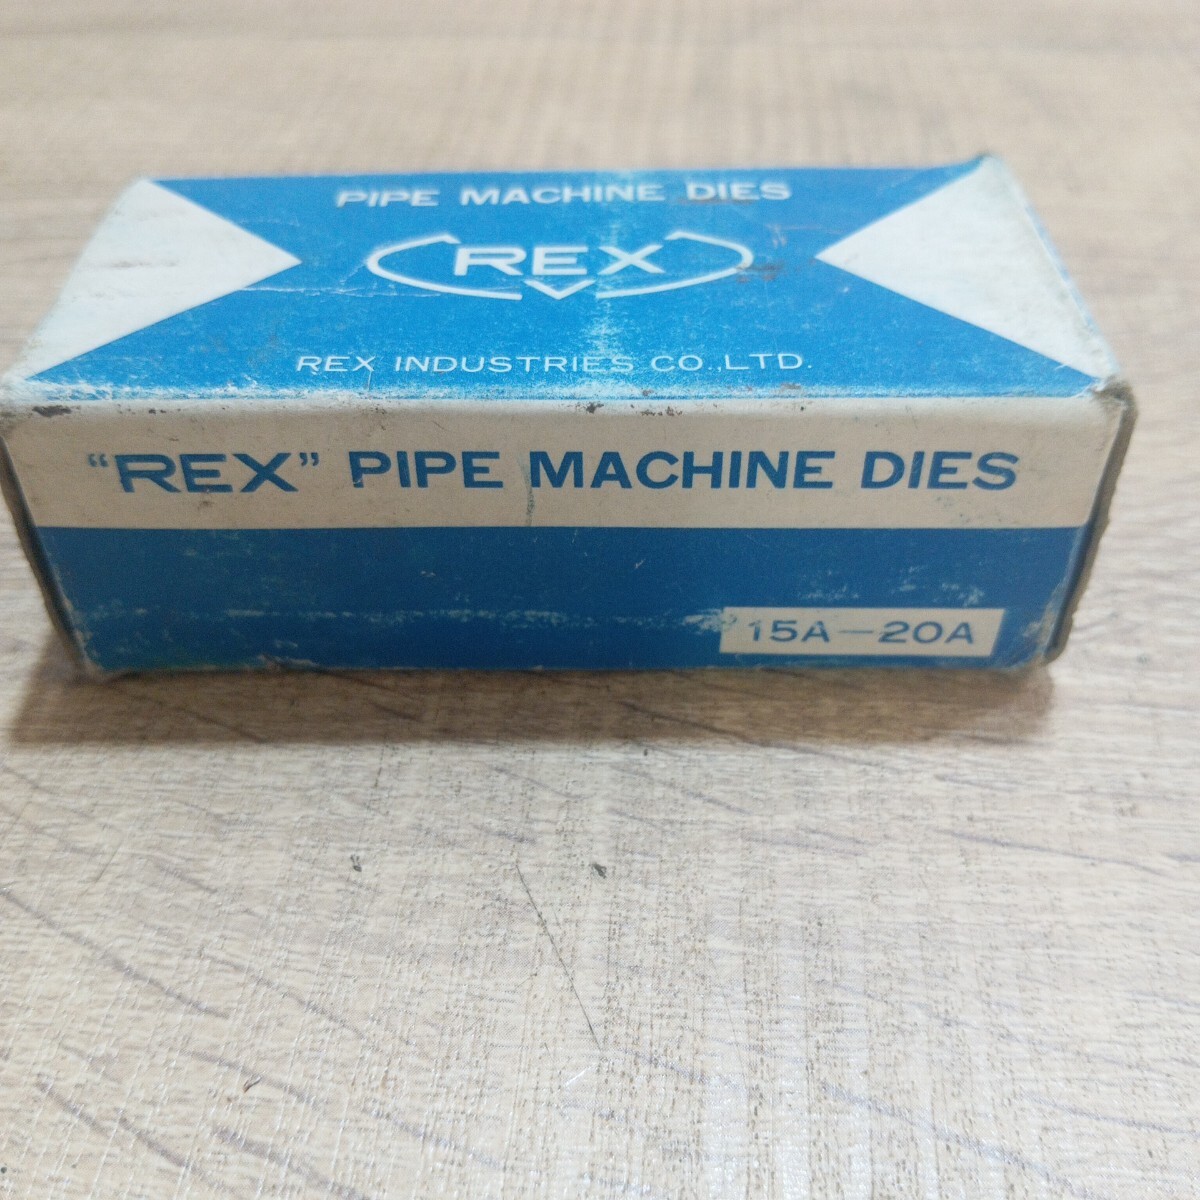 PIPE MACHINE DIES
REX
REX INDUSTRIES CO.,LTD.
“REX” PIPE MACHINE DIES
15A—20A